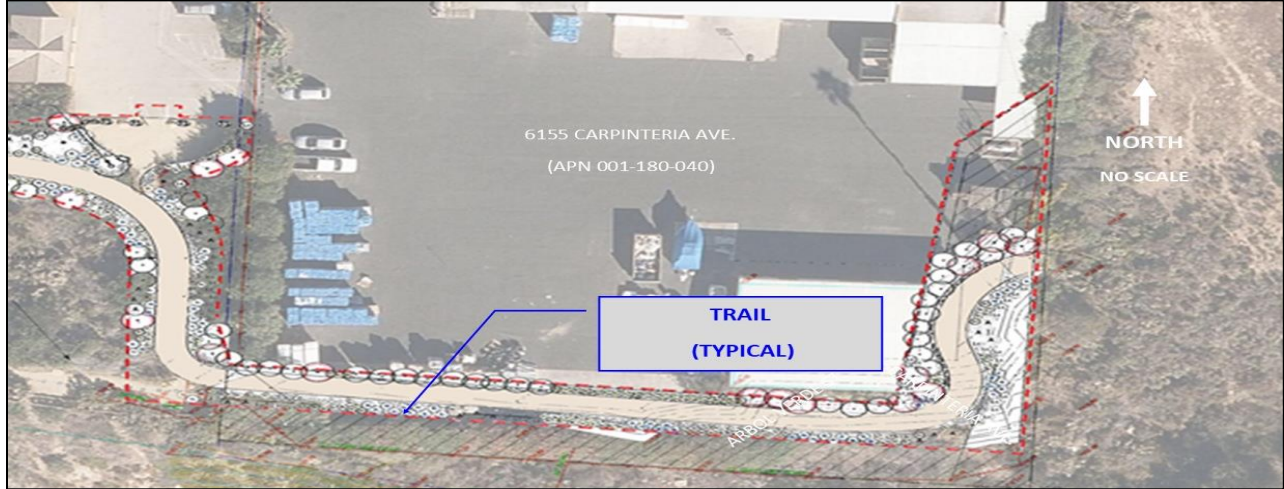 6155 CARPINTERIA AVE.
(APN 001-180-040)
NORTH
NO SCALE
TRAIL
(TYPICAL)